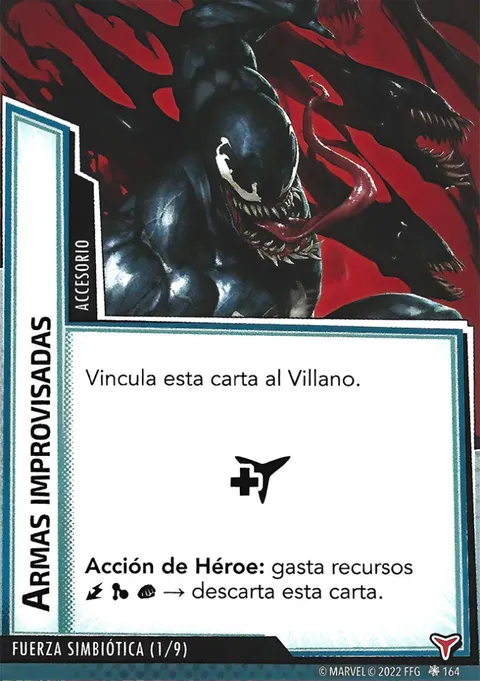 ACCESORIO
ARMAS IMPROVISADAS
Vincula esta carta al Villano.
Acción de Héroe: gasta recursos
→ descarta esta carta.
FUERZA SIMBIÓTICA (1/9)
© MARVEL © 2022 FFG 164